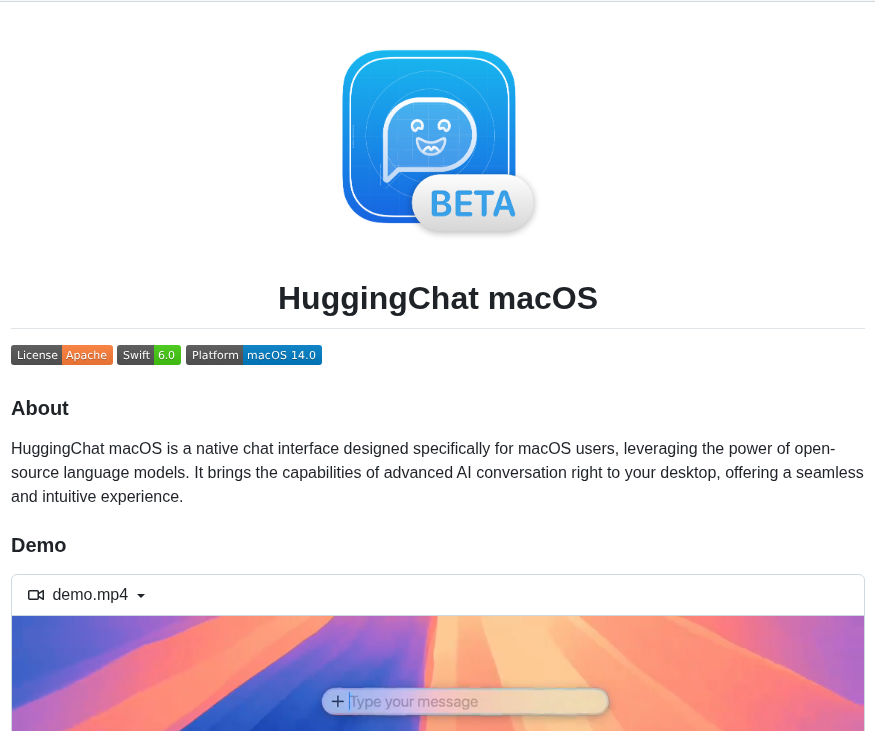 BETA
HuggingChat macOS
License Apache Swift 6.0 Platform macOS 14.0
About
HuggingChat macOS is a native chat interface designed specifically for macOS users, leveraging the power of open-
source language models. It brings the capabilities of advanced AI conversation right to your desktop, offering a seamless
and intuitive experience.
Demo
demo.mp4
Type your message